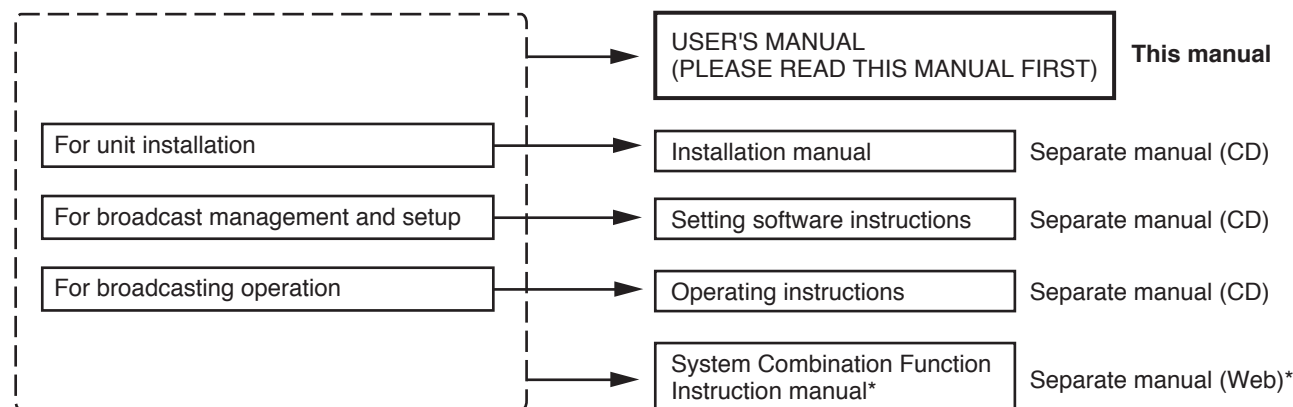 USER'S MANUAL
(PLEASE READ THIS MANUAL FIRST)
This manual
For unit installation
Installation manual
Separate manual (CD)
For broadcast management and setup
Setting software instructions
Separate manual (CD)
For broadcasting operation
Operating instructions
Separate manual (CD)
System Combination Function
Instruction manual*
Separate manual (Web)*